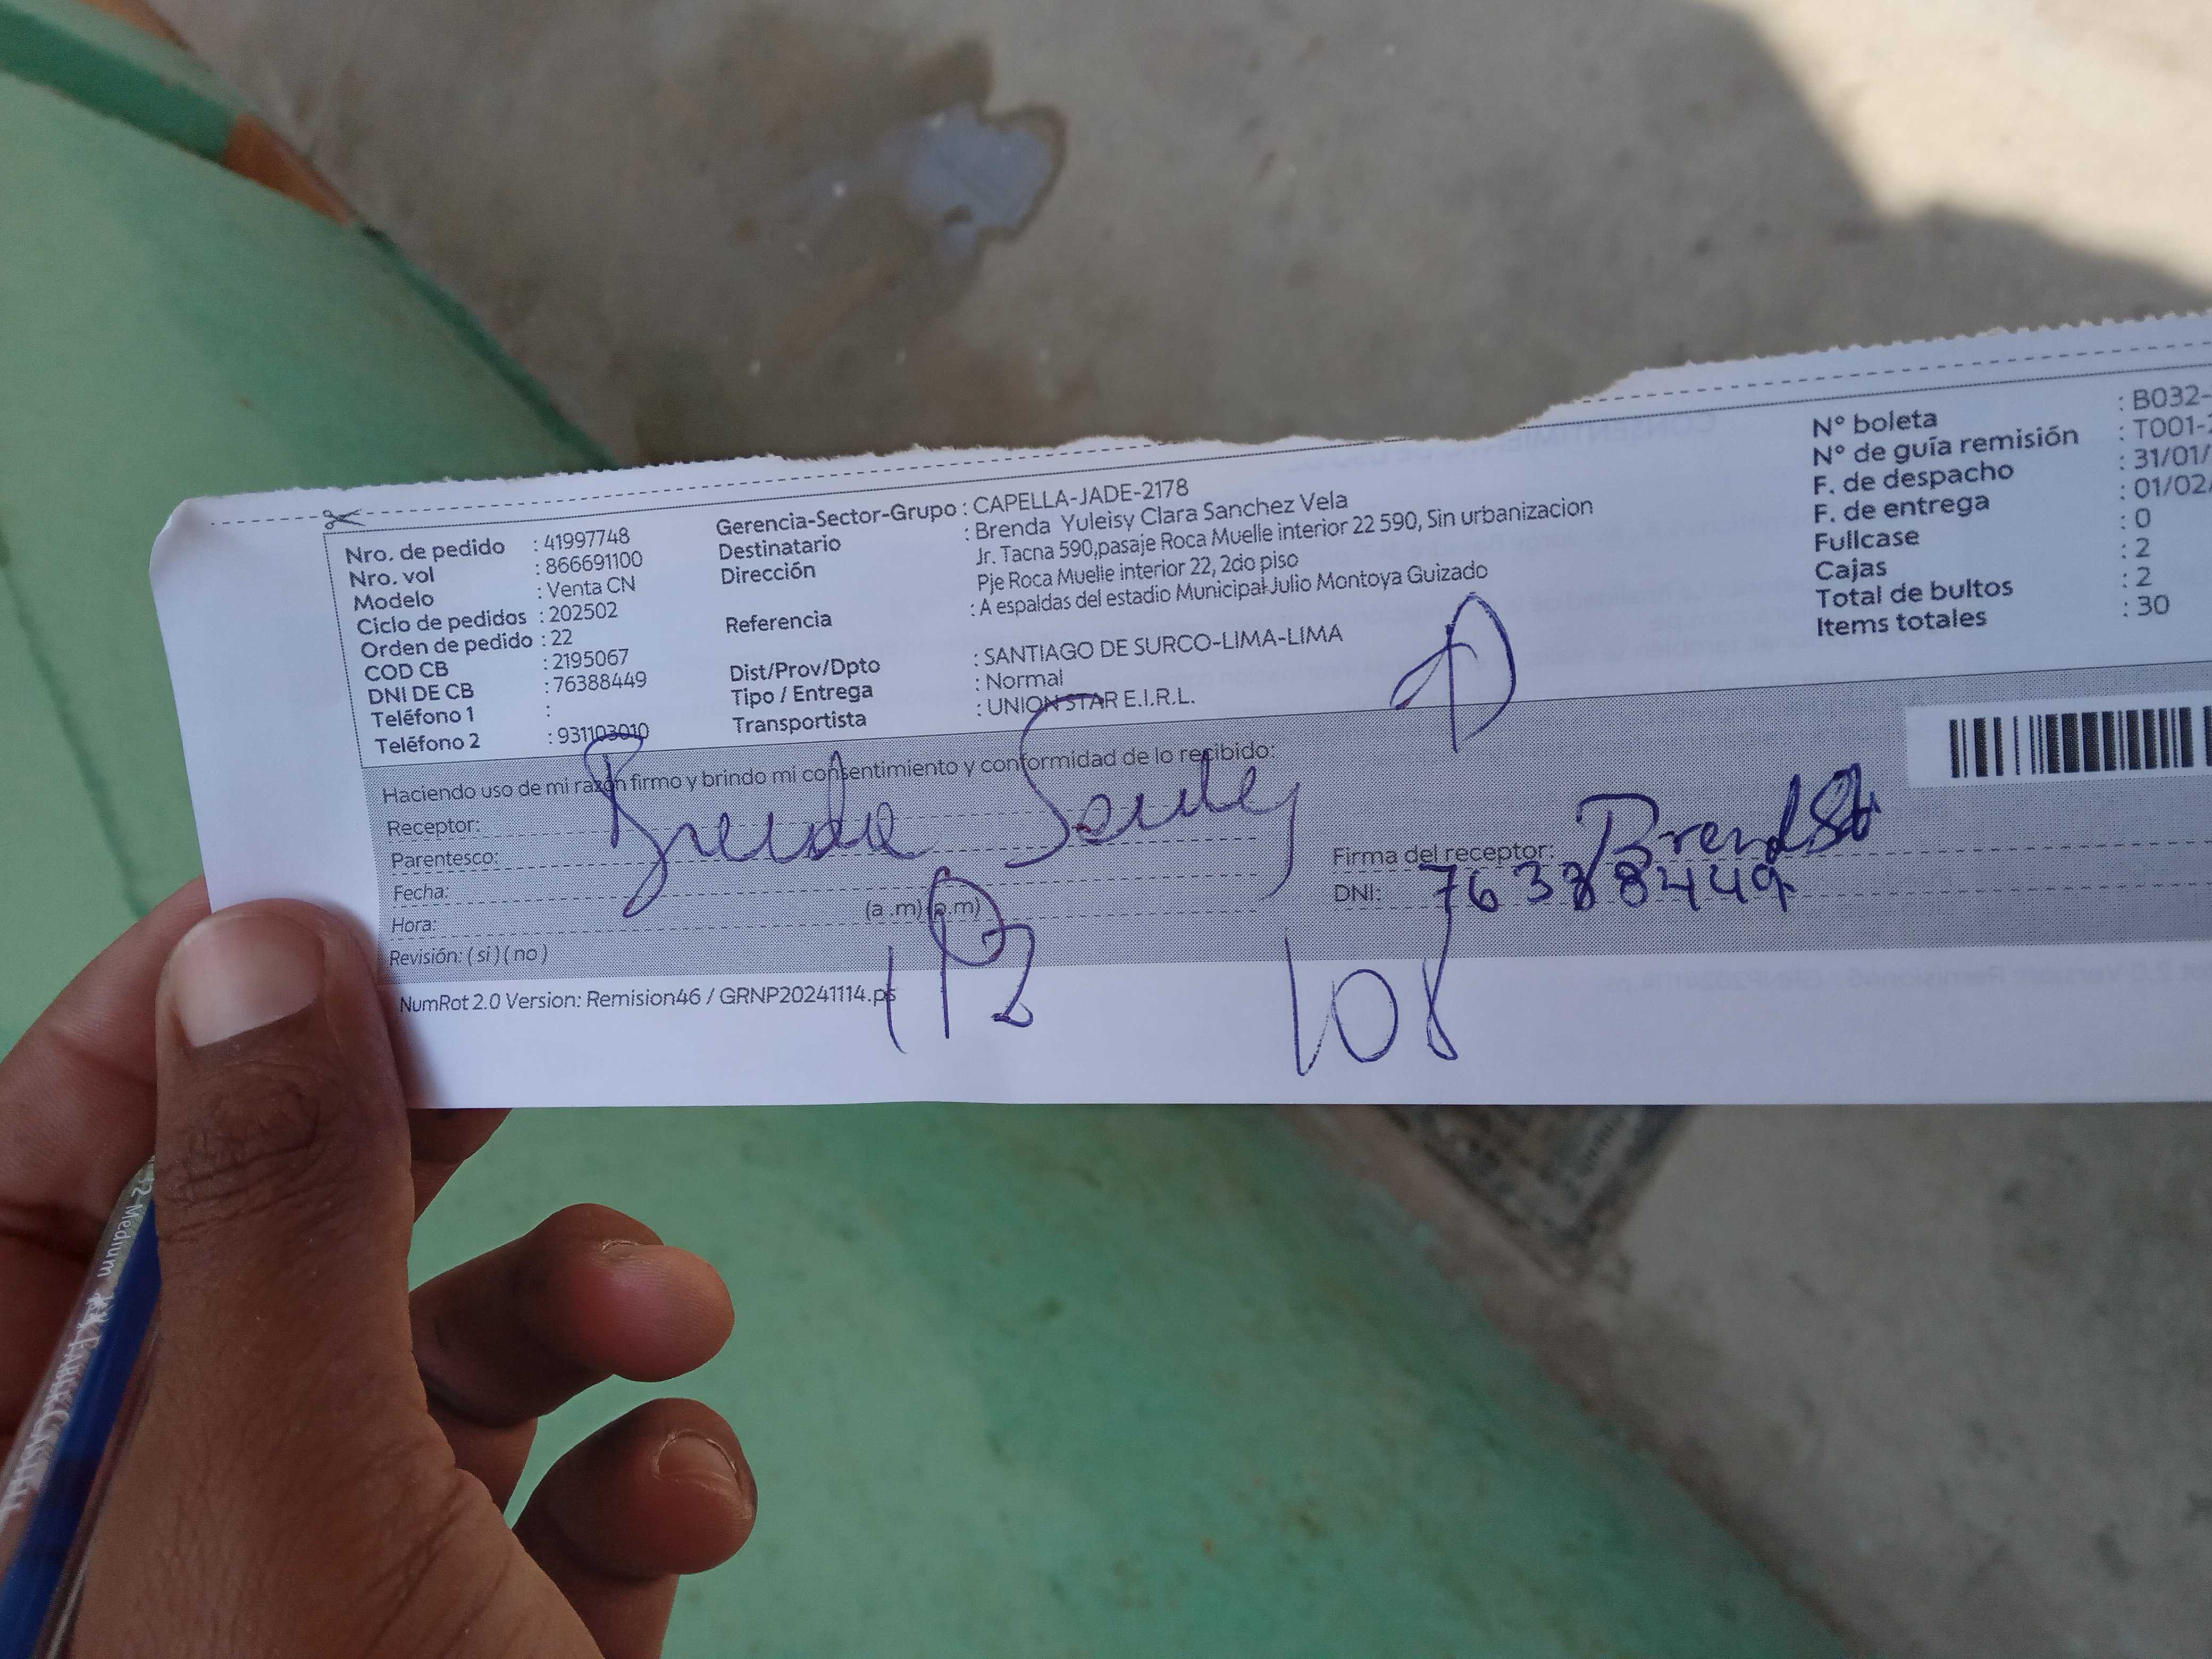 Nro. de pedido : 41997748
Nro. vol : 866691100
Modelo : Venta CN
Ciclo de pedidos : 202502
Orden de pedido : 22
COD CB : 2195067
DNI DE CB : 76388449
Teléfono 1 :
Teléfono 2 : 931103010
Gerencia-Sector-Grupo : CAPELLA-JADE-2178
Destinatario : Brenda Yuleisy Clara Sanchez Vela
Dirección Jr. Tacna 590,pasaje Roca Muelle interior 22 590, Sin urbanizacion
Pje Roca Muelle interior 22, 2do piso
Referencia : A espaldas del estadio Municipal Julio Montoya Guizado
Dist/Prov/Dpto : SANTIAGO DE SURCO-LIMA-LIMA
Tipo / Entrega : Normal
Transportista : UNION STAR E.I.R.L.
N° boleta : B032-
N° de guía remisión : T001-
F. de despacho : 31/01/
F. de entrega : 01/02/
Fullcase : 0
Cajas : 2
Total de bultos : 2
Items totales : 30
Haciendo uso de mi razón firmo y brindo mi consentimiento y conformidad de lo recibido:
Receptor: Brenda
Parentesco:
Fecha:
Hora: (a .m) (p.m)
Revisión: ( si ) ( no )
Firma del receptor:
DNI: 76388449
NumRot 2.0 Version: Remision46 / GRNP20241114.ps
108
2 Medium